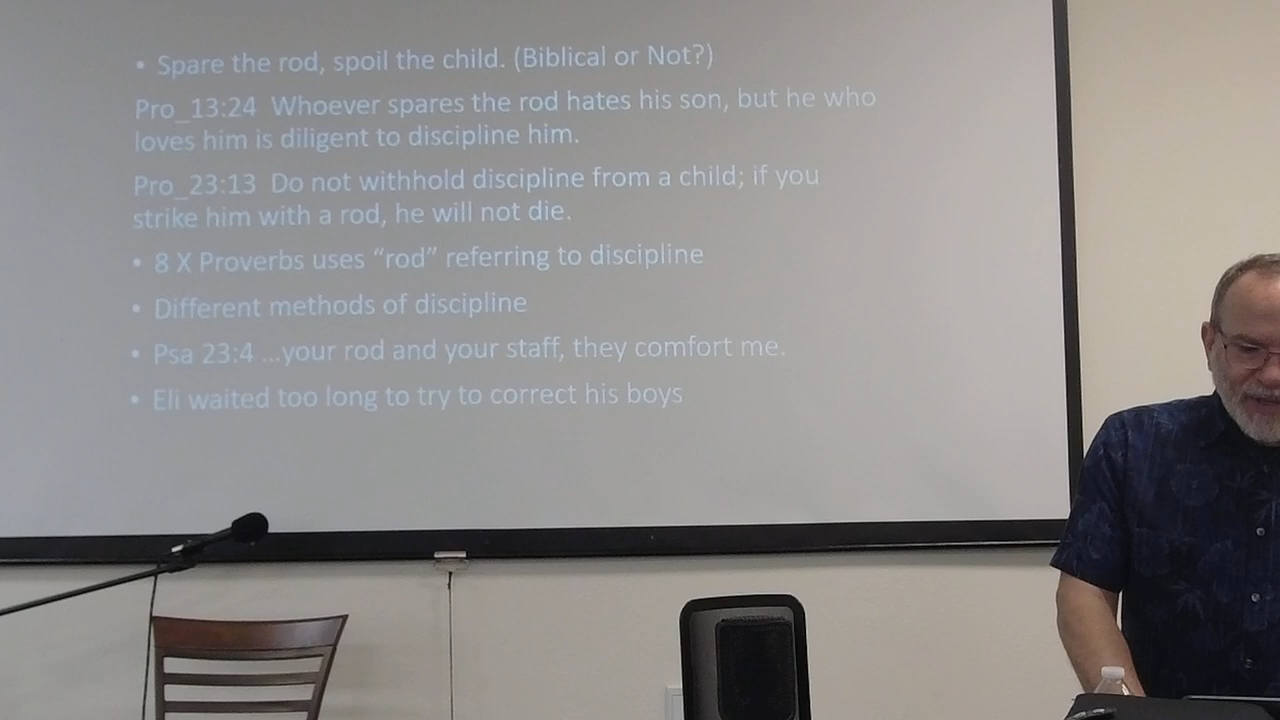 • Spare the rod, spoil the child. (Biblical or Not?)
Pro_13:24 Whoever spares the rod hates his son, but he who
loves him is diligent to discipline him.
Pro_23:13 Do not withhold discipline from a child; if you
strike him with a rod, he will not die.
• 8 X Proverbs uses “rod” referring to discipline
• Different methods of discipline
• Psa 23:4 ...your rod and your staff, they comfort me.
• Eli waited too long to try to correct his boys